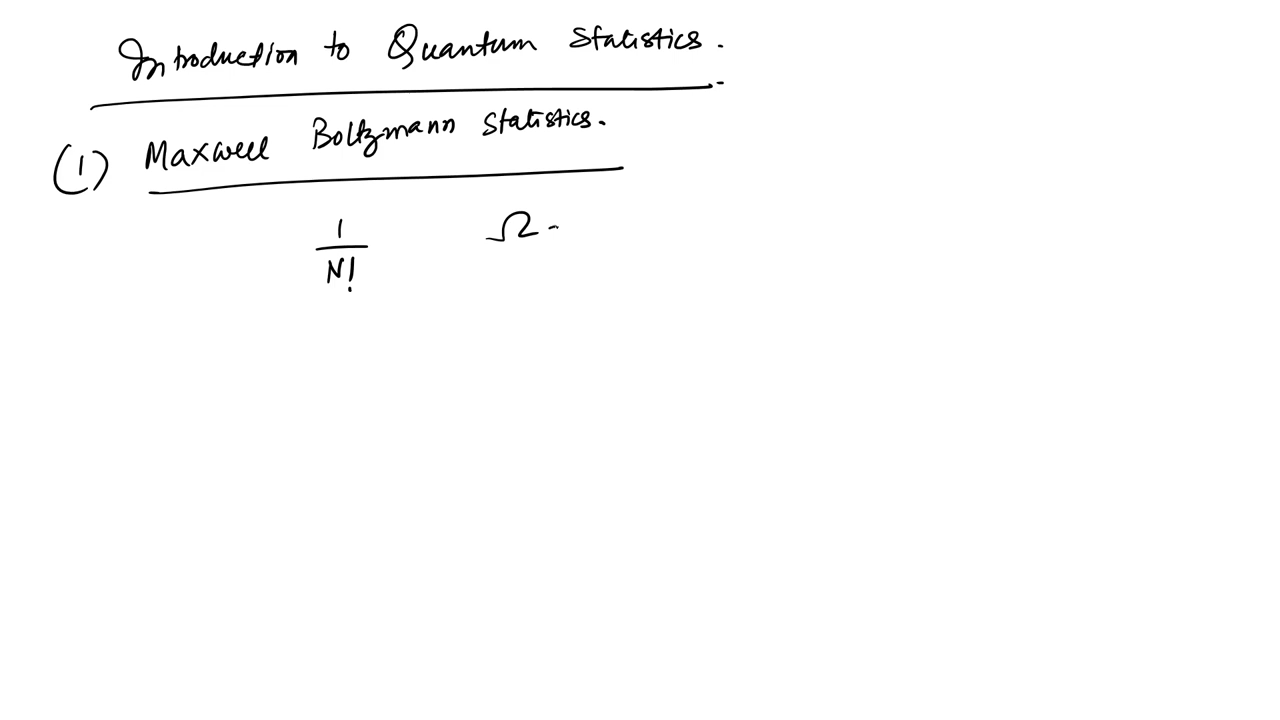 Introduction to Quantum Statistics.
(1) Maxwell Boltzmann Statistics.
1/N! Ω -